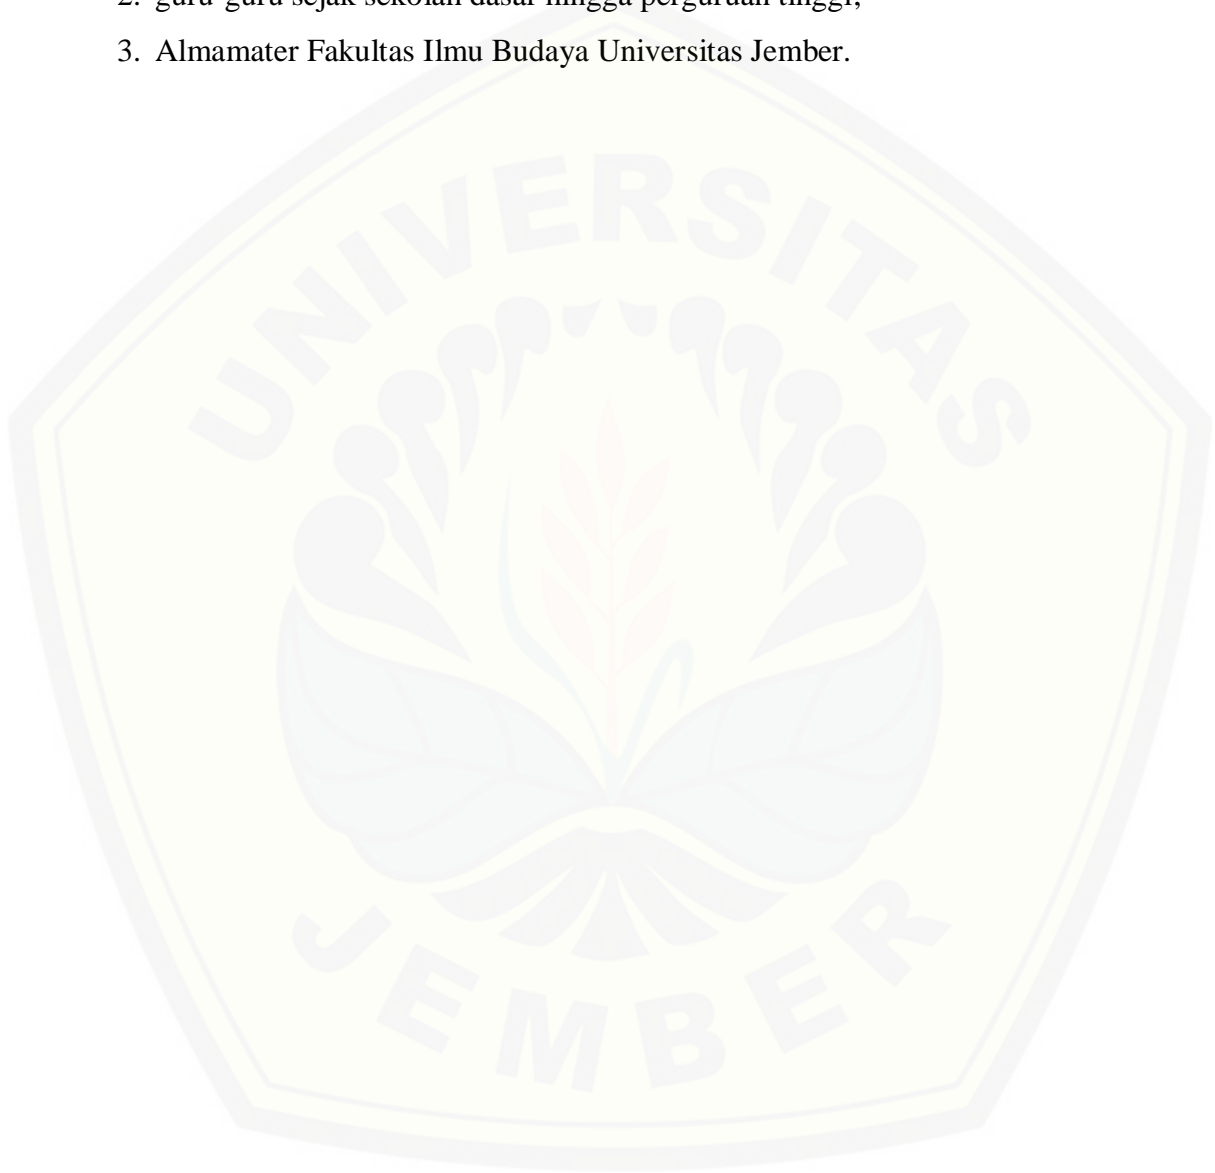 2. guru-guru sejak sekolah dasar hingga perguruan tinggi;
3. Almamater Fakultas Ilmu Budaya Universitas Jember.
UNIVERSITAS
JEMBER